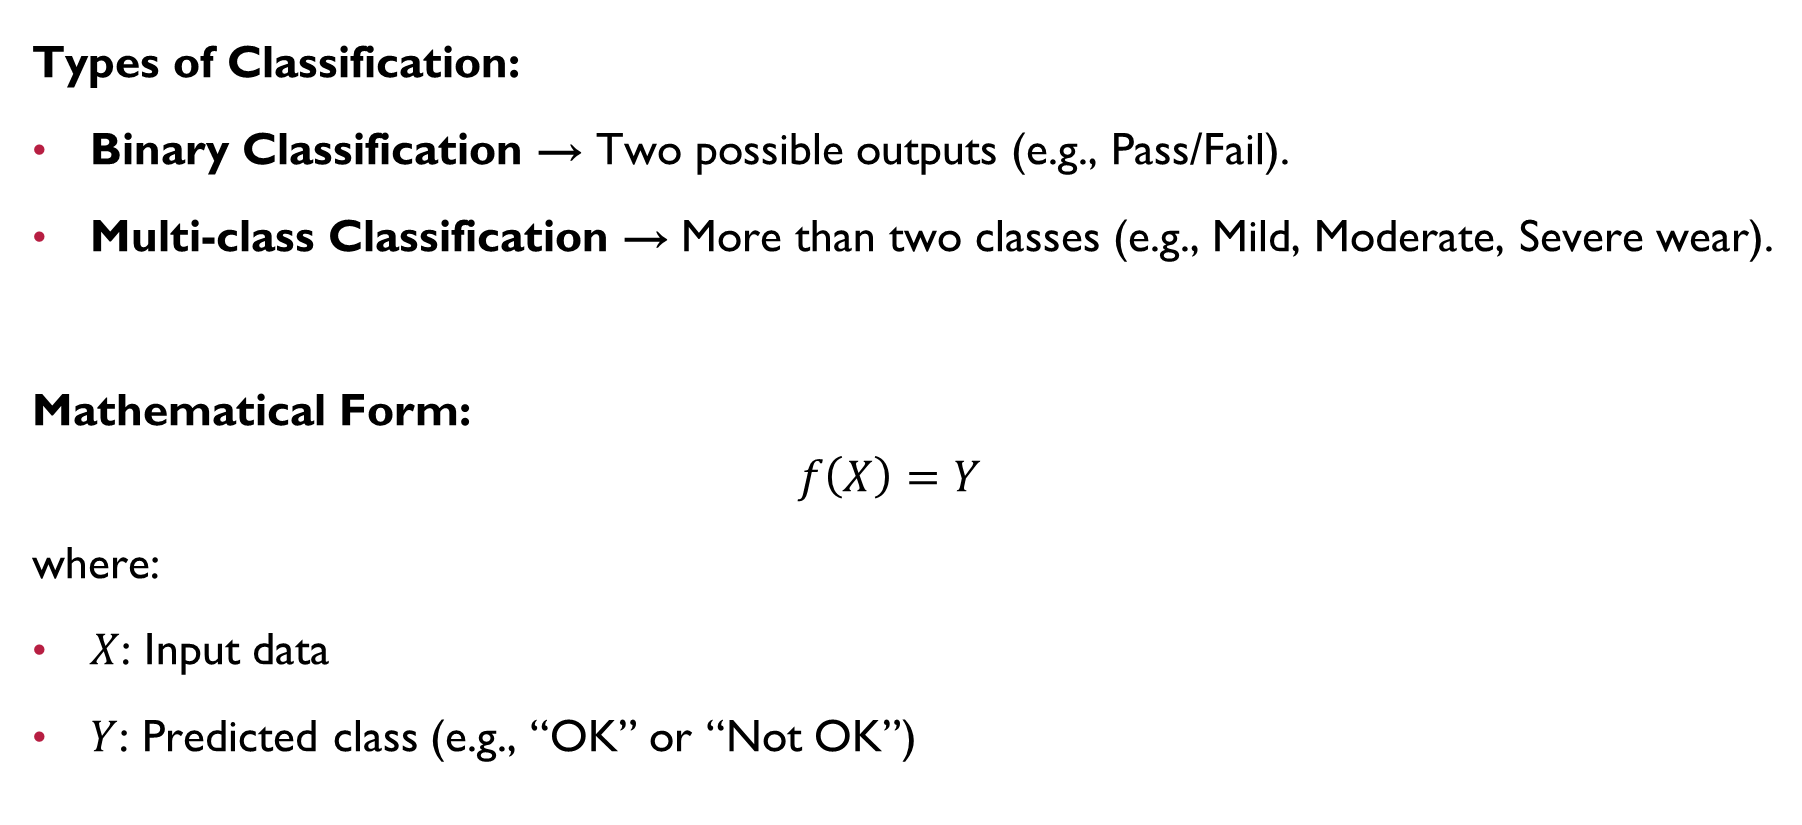 Types of Classification:
• Binary Classification → Two possible outputs (e.g., Pass/Fail).
• Multi-class Classification → More than two classes (e.g., Mild, Moderate, Severe wear).
Mathematical Form:
f(X) = Y
where:
• X: Input data
• Y: Predicted class (e.g., “OK” or “Not OK”)